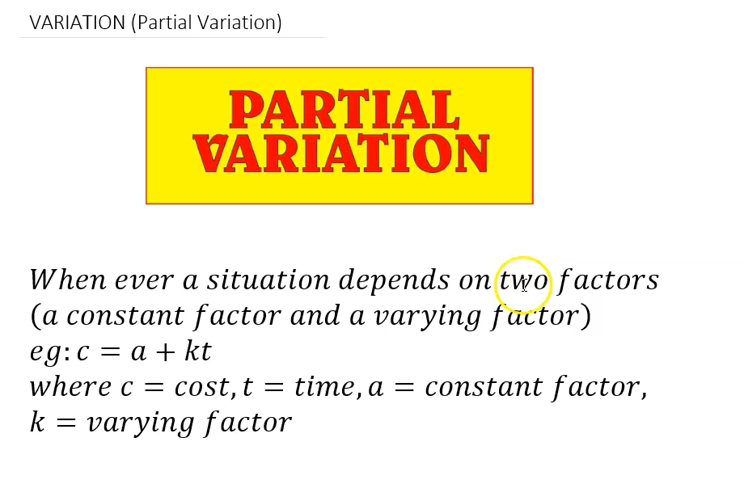 VARIATION (Partial Variation)
PARTIAL
VARIATION
When ever a situation depends on two factors
(a constant factor and a varying factor)
eg: c = a + kt
where c = cost, t = time, a = constant factor,
k = varying factor